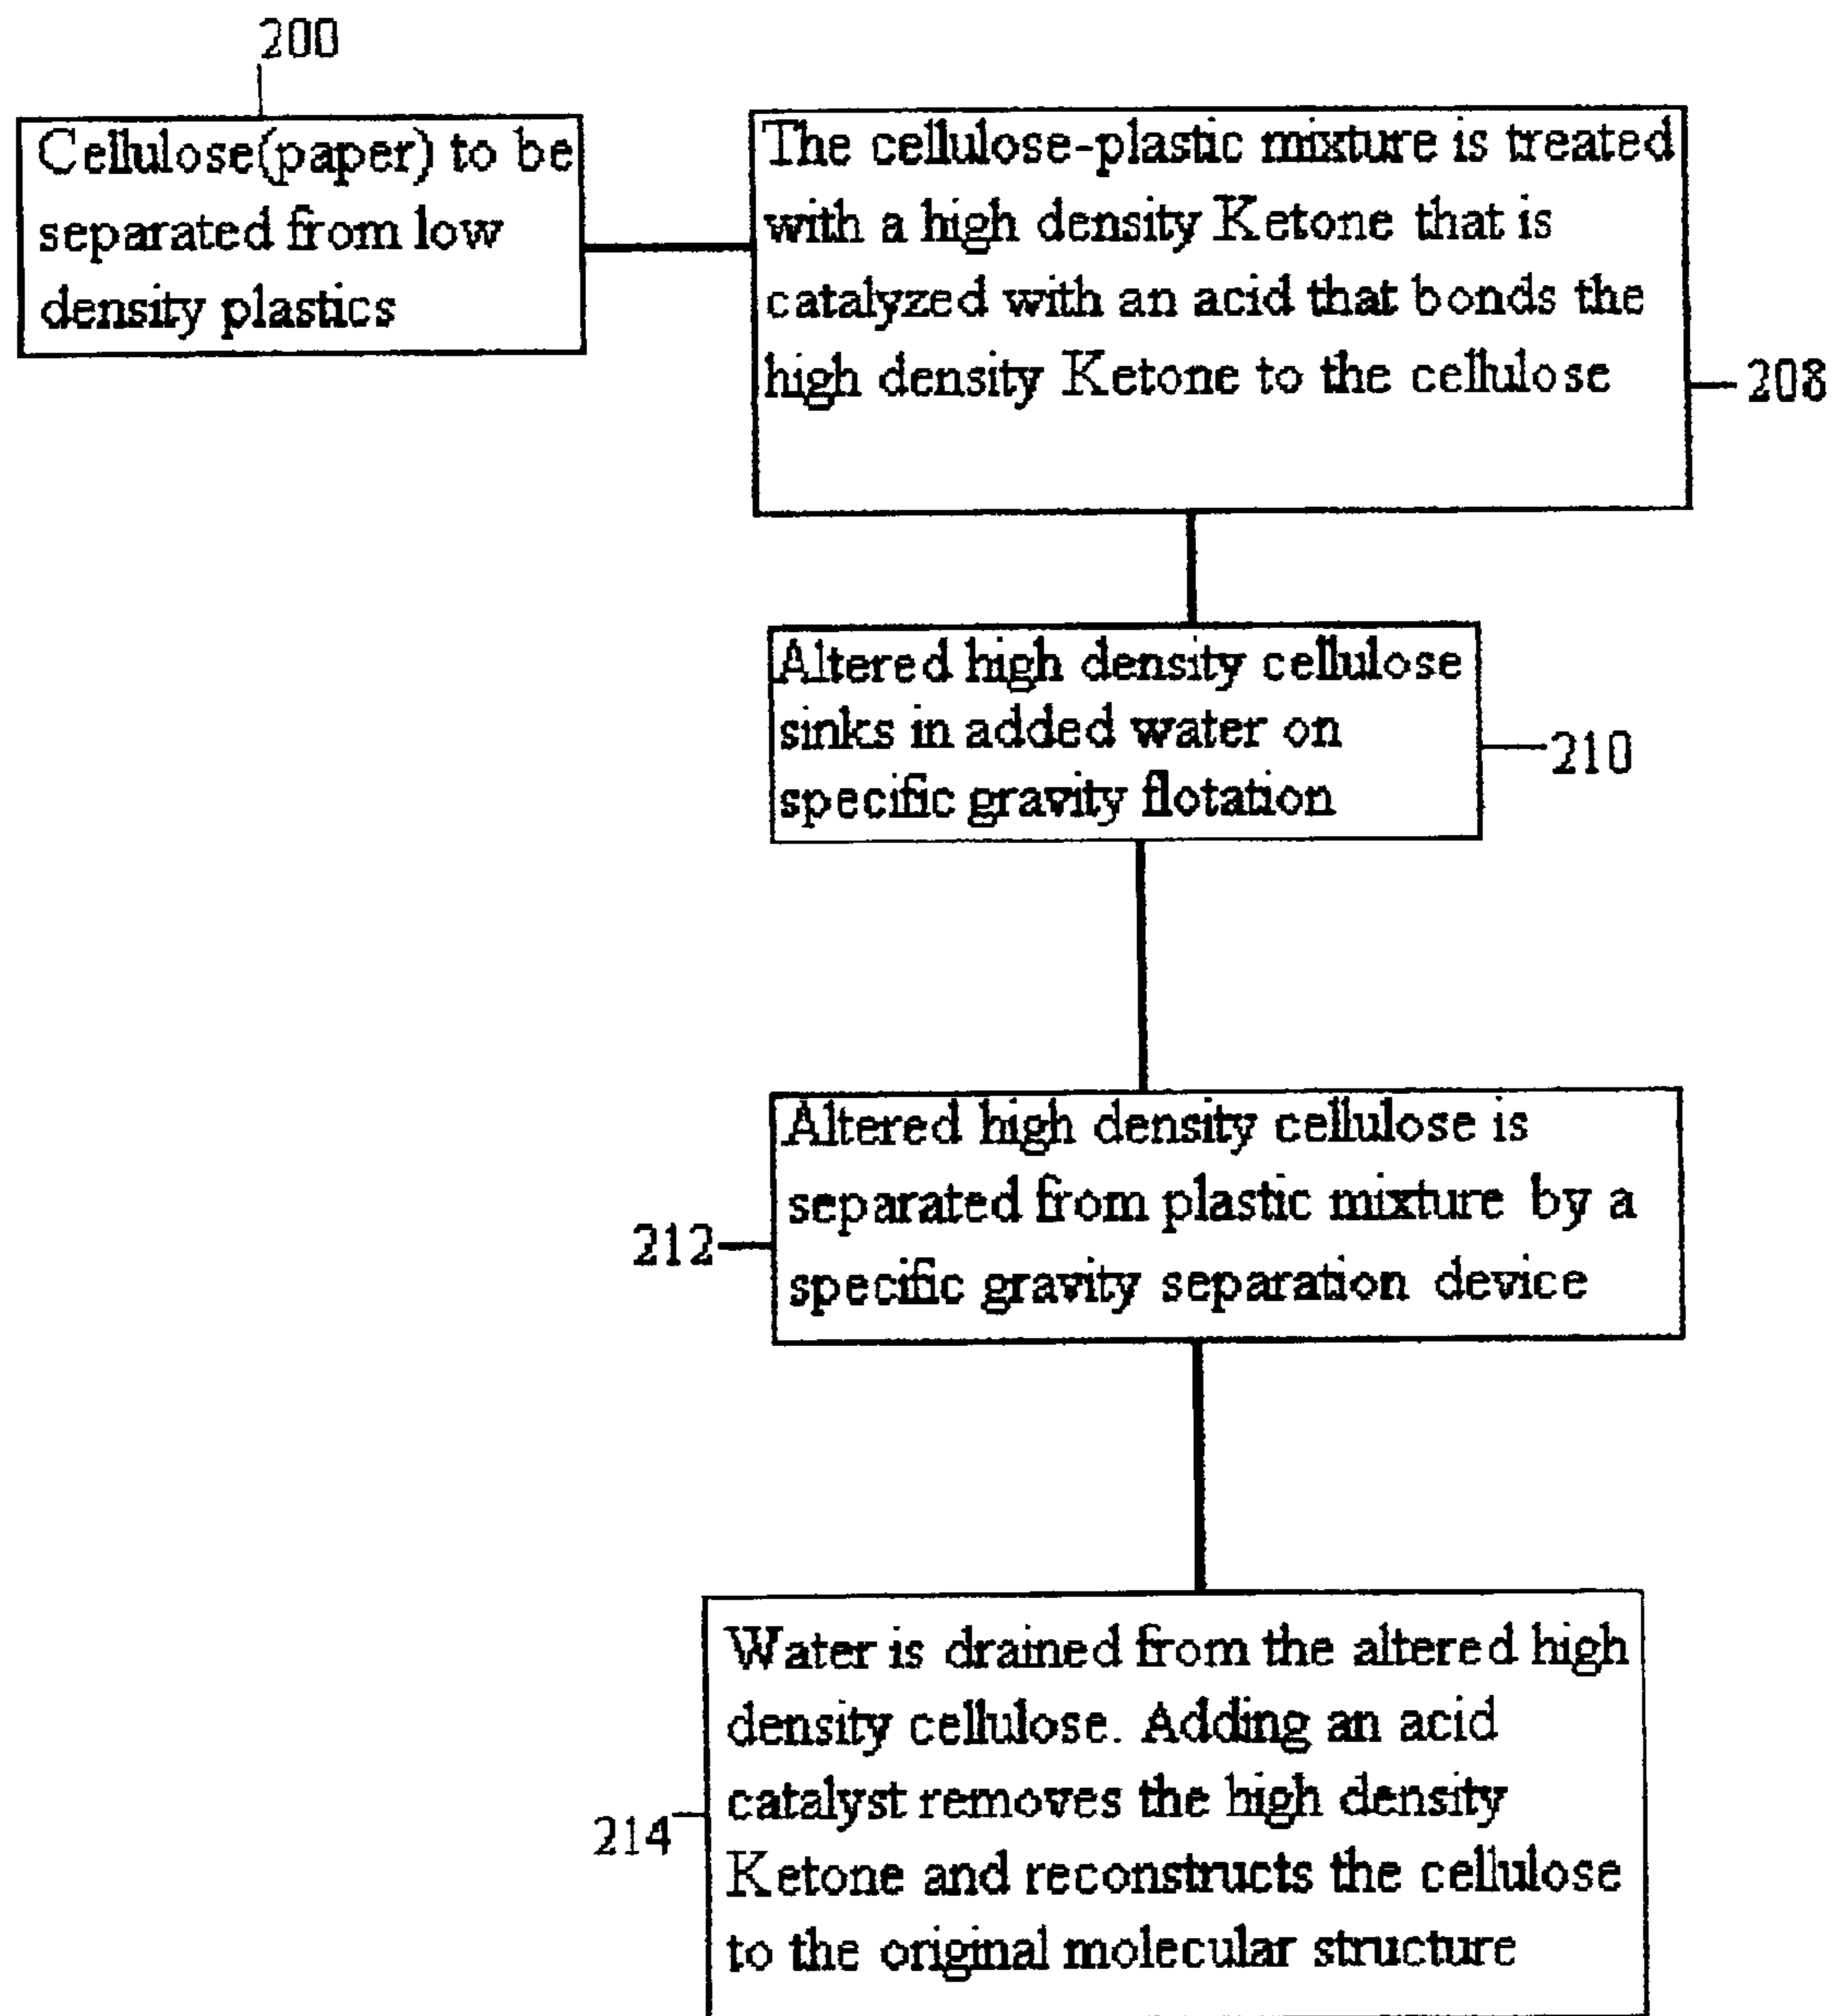 200
Cellulose(paper) to be
separated from low
density plastics
The cellulose-plastic mixture is treated
with a high density Ketone that is
catalyzed with an acid that bonds the
high density Ketone to the cellulose
208
Altered high density cellulose
sinks in added water on
specific gravity flotation
210
Altered high density cellulose is
separated from plastic mixture by a
specific gravity separation device
212
Water is drained from the altered high
density cellulose. Adding an acid
catalyst removes the high density
Ketone and reconstructs the cellulose
to the original molecular structure
214